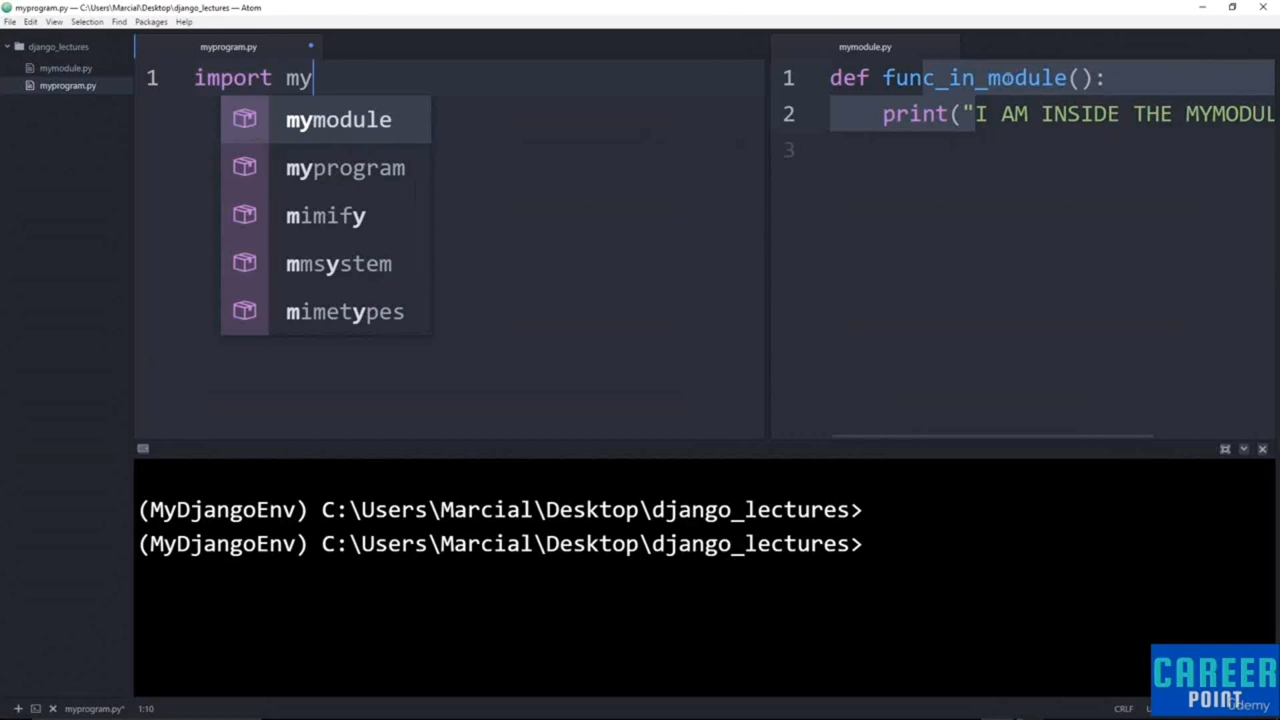 myprogram.py — C:\Users\Marcial\Desktop\django_lectures — Atom
File Edit View Selection Find Packages Help
django_lectures
mymodule.py
myprogram.py
myprogram.py
1 import my
mymodule
myprogram
mimify
mmsystem
mimetypes
mymodule.py
1 def func_in_module():
2 print("I AM INSIDE THE MYMODUL
3
(MyDjangoEnv) C:\Users\Marcial\Desktop\django_lectures>
(MyDjangoEnv) C:\Users\Marcial\Desktop\django_lectures>
myprogram.py* 1:10
CRLF
CAREER
POINT
udemy